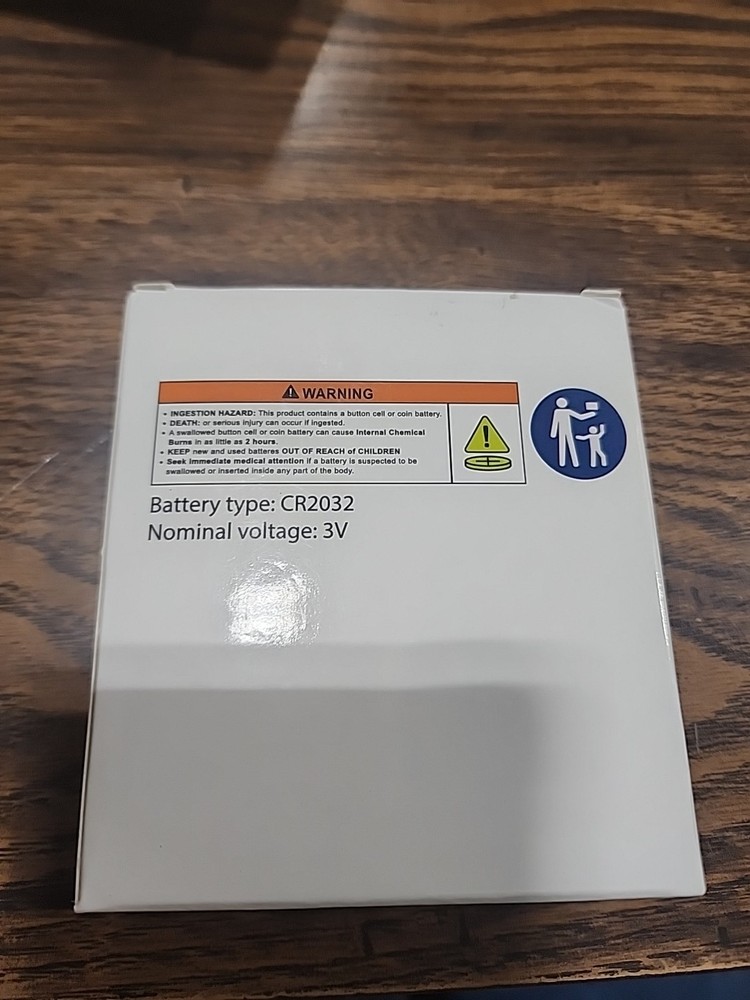 WARNING
• INGESTION HAZARD: This product contains a button cell or coin battery.
• DEATH: or serious injury can occur if ingested.
• A swallowed button cell or coin battery can cause Internal Chemical
Burns in as little as 2 hours.
• KEEP new and used batteres OUT OF REACH of CHILDREN
• Seek immediate medical attention if a battery is suspected to be
swallowed or inserted inside any part of the body.
Battery type: CR2032
Nominal voltage: 3V